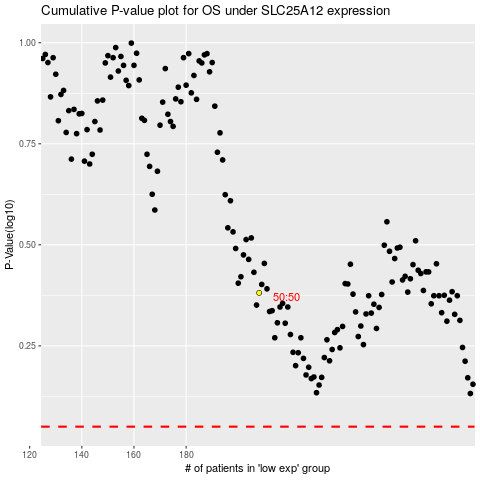 Cumulative P-value plot for OS under SLC25A12 expression
P-Value(log10)
1.00
0.75
0.50
0.25
50:50
120 140 160 180
# of patients in 'low exp' group